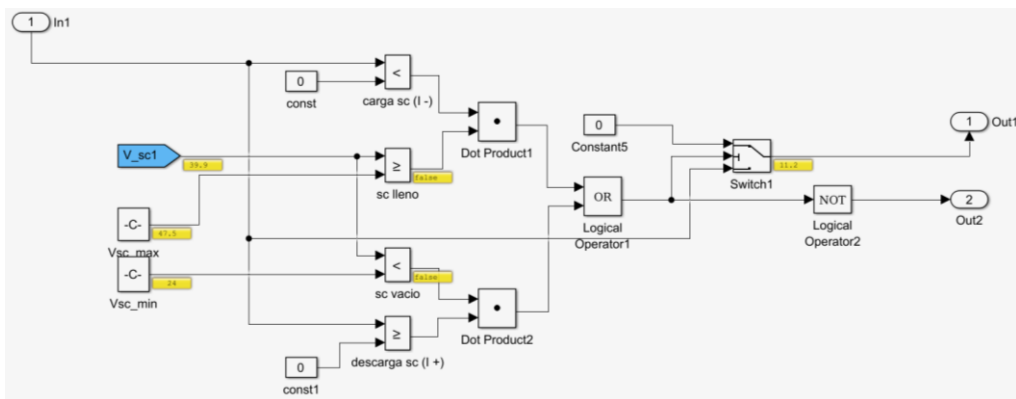 1
In1
0
const
<
carga sc (I -)
Dot Product1
0
Constant5
1
Out1
V_sc1
39.9
≥
false
sc lleno
Switch1
11.2
-C-
47.5
Vsc_max
OR
Logical
Operator1
NOT
Logical
Operator2
2
Out2
-C-
24
Vsc_min
<
false
sc vacio
Dot Product2
≥
descarga sc (I +)
0
const1